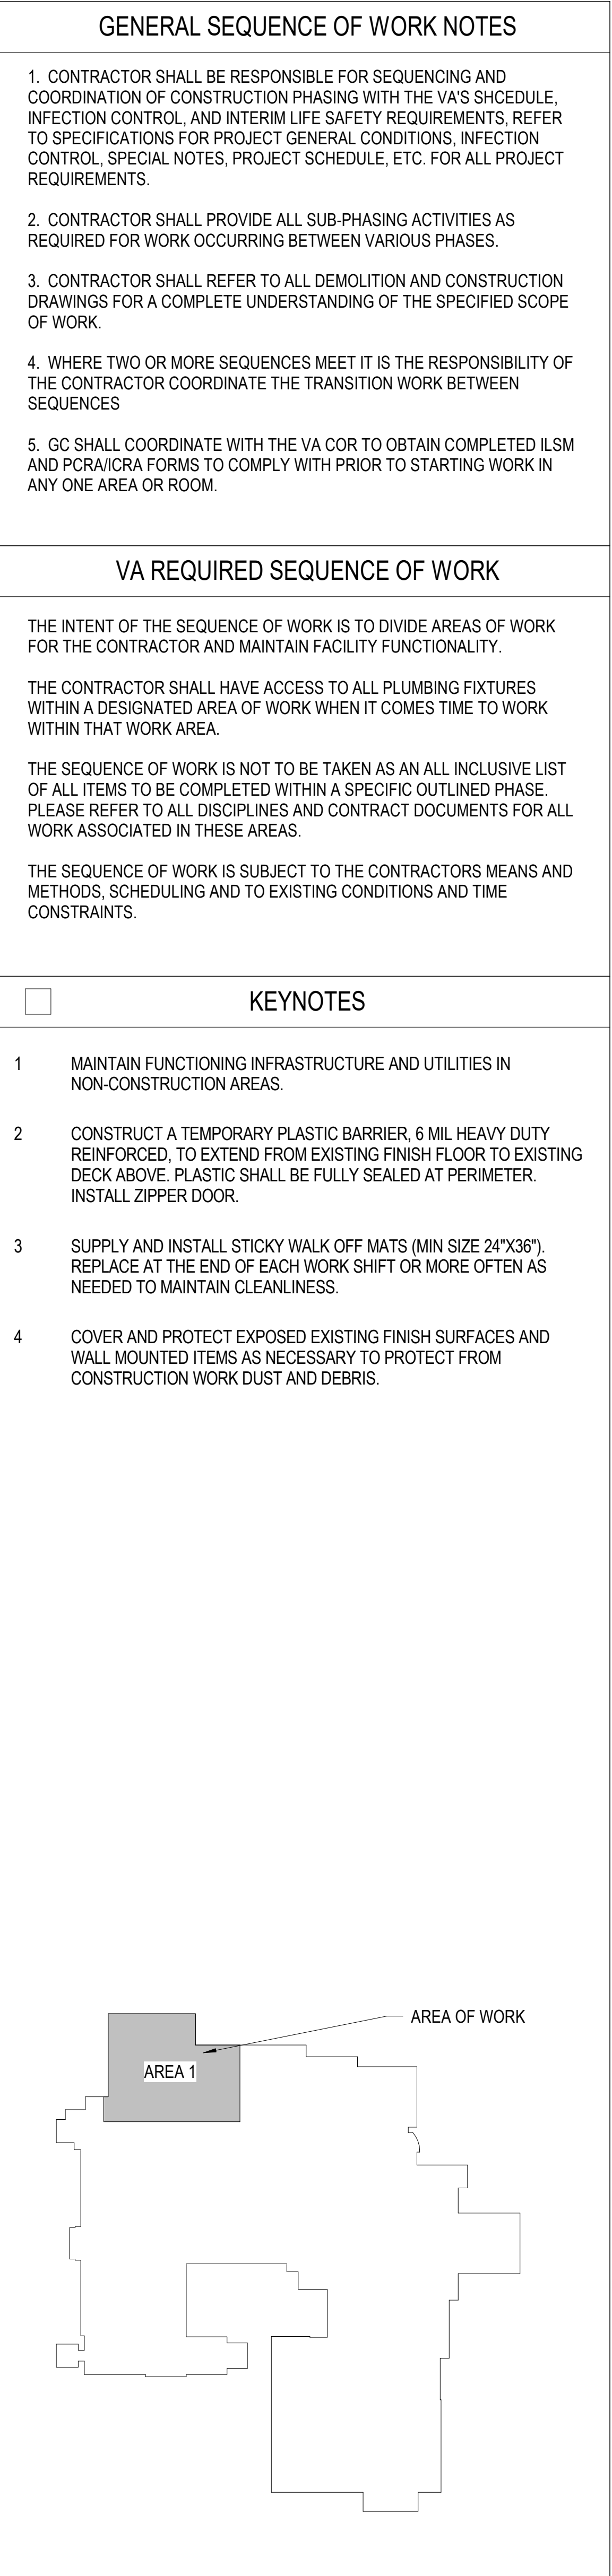 GENERAL SEQUENCE OF WORK NOTES
1. CONTRACTOR SHALL BE RESPONSIBLE FOR SEQUENCING AND
COORDINATION OF CONSTRUCTION PHASING WITH THE VA'S SHCEDULE,
INFECTION CONTROL, AND INTERIM LIFE SAFETY REQUIREMENTS, REFER
TO SPECIFICATIONS FOR PROJECT GENERAL CONDITIONS, INFECTION
CONTROL, SPECIAL NOTES, PROJECT SCHEDULE, ETC. FOR ALL PROJECT
REQUIREMENTS.
2. CONTRACTOR SHALL PROVIDE ALL SUB-PHASING ACTIVITIES AS
REQUIRED FOR WORK OCCURRING BETWEEN VARIOUS PHASES.
3. CONTRACTOR SHALL REFER TO ALL DEMOLITION AND CONSTRUCTION
DRAWINGS FOR A COMPLETE UNDERSTANDING OF THE SPECIFIED SCOPE
OF WORK.
4. WHERE TWO OR MORE SEQUENCES MEET IT IS THE RESPONSIBILITY OF
THE CONTRACTOR COORDINATE THE TRANSITION WORK BETWEEN
SEQUENCES
5. GC SHALL COORDINATE WITH THE VA COR TO OBTAIN COMPLETED ILSM
AND PCRA/ICRA FORMS TO COMPLY WITH PRIOR TO STARTING WORK IN
ANY ONE AREA OR ROOM.
VA REQUIRED SEQUENCE OF WORK
THE INTENT OF THE SEQUENCE OF WORK IS TO DIVIDE AREAS OF WORK
FOR THE CONTRACTOR AND MAINTAIN FACILITY FUNCTIONALITY.
THE CONTRACTOR SHALL HAVE ACCESS TO ALL PLUMBING FIXTURES
WITHIN A DESIGNATED AREA OF WORK WHEN IT COMES TIME TO WORK
WITHIN THAT WORK AREA.
THE SEQUENCE OF WORK IS NOT TO BE TAKEN AS AN ALL INCLUSIVE LIST
OF ALL ITEMS TO BE COMPLETED WITHIN A SPECIFIC OUTLINED PHASE.
PLEASE REFER TO ALL DISCIPLINES AND CONTRACT DOCUMENTS FOR ALL
WORK ASSOCIATED IN THESE AREAS.
THE SEQUENCE OF WORK IS SUBJECT TO THE CONTRACTORS MEANS AND
METHODS, SCHEDULING AND TO EXISTING CONDITIONS AND TIME
CONSTRAINTS.
KEYNOTES
1 MAINTAIN FUNCTIONING INFRASTRUCTURE AND UTILITIES IN
NON-CONSTRUCTION AREAS.
2 CONSTRUCT A TEMPORARY PLASTIC BARRIER, 6 MIL HEAVY DUTY
REINFORCED, TO EXTEND FROM EXISTING FINISH FLOOR TO EXISTING
DECK ABOVE. PLASTIC SHALL BE FULLY SEALED AT PERIMETER.
INSTALL ZIPPER DOOR.
3 SUPPLY AND INSTALL STICKY WALK OFF MATS (MIN SIZE 24"X36").
REPLACE AT THE END OF EACH WORK SHIFT OR MORE OFTEN AS
NEEDED TO MAINTAIN CLEANLINESS.
4 COVER AND PROTECT EXPOSED EXISTING FINISH SURFACES AND
WALL MOUNTED ITEMS AS NECESSARY TO PROTECT FROM
CONSTRUCTION WORK DUST AND DEBRIS.
AREA OF WORK
AREA 1